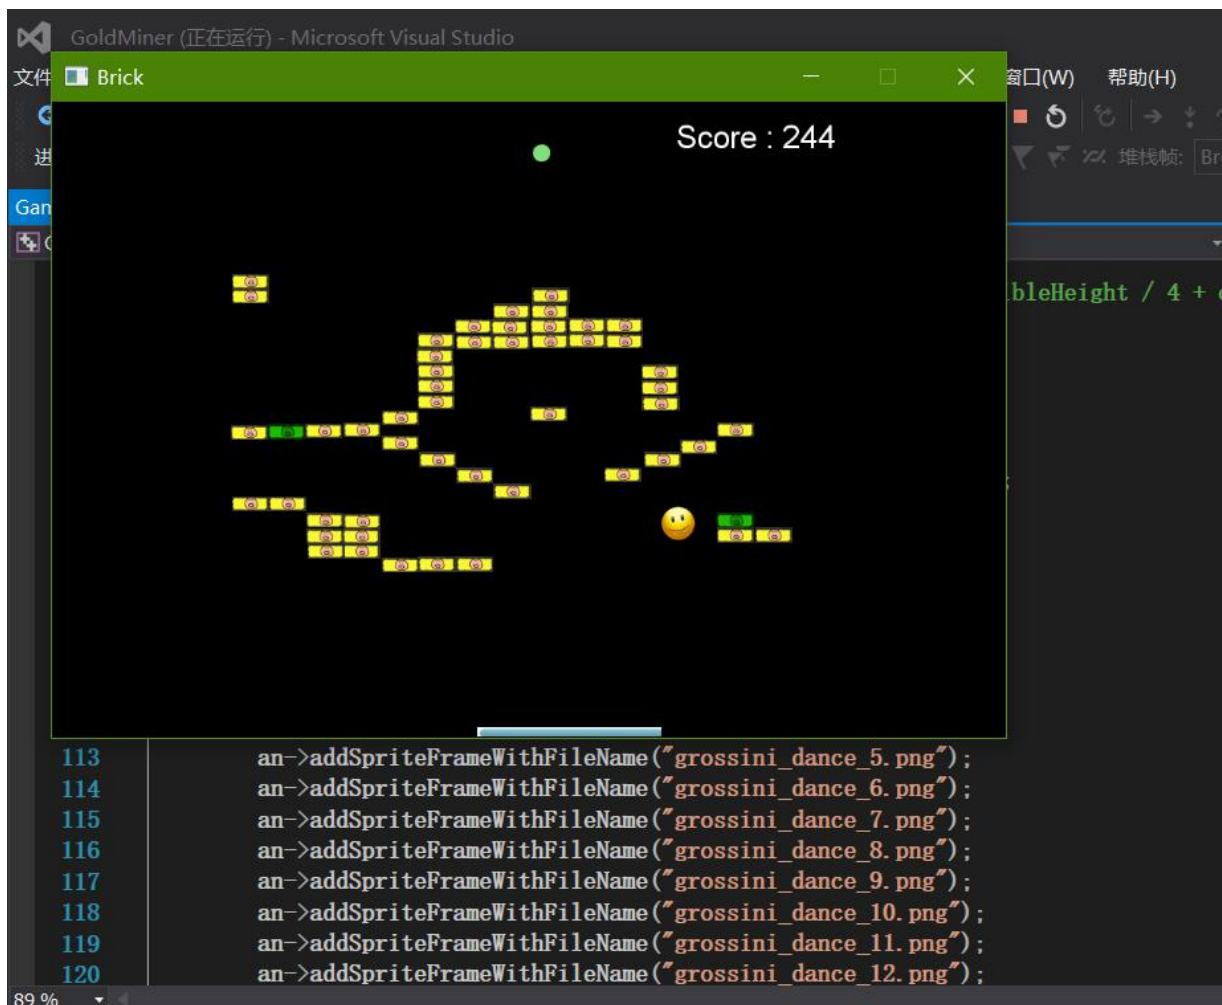 GoldMiner (正在运行) - Microsoft Visual Studio
文件
Brick
窗口(W) 帮助(H)
进
堆栈帧:
Score : 244
bleHeight / 4 +
113 an->addSpriteFrameWithFileName("grossini_dance_5.png");
114 an->addSpriteFrameWithFileName("grossini_dance_6.png");
115 an->addSpriteFrameWithFileName("grossini_dance_7.png");
116 an->addSpriteFrameWithFileName("grossini_dance_8.png");
117 an->addSpriteFrameWithFileName("grossini_dance_9.png");
118 an->addSpriteFrameWithFileName("grossini_dance_10.png");
119 an->addSpriteFrameWithFileName("grossini_dance_11.png");
120 an->addSpriteFrameWithFileName("grossini_dance_12.png");
89 %